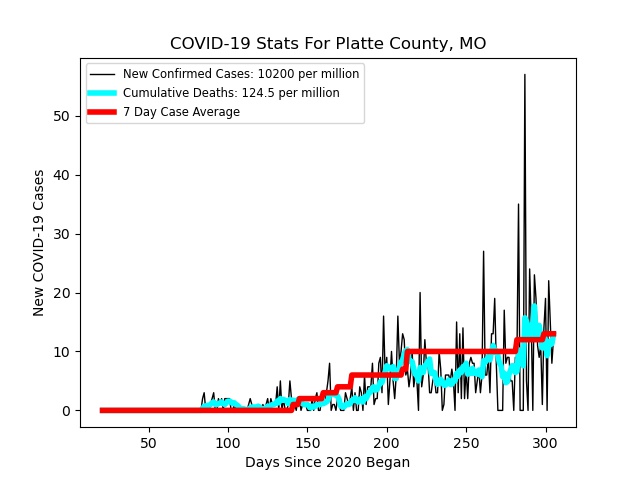 COVID-19 Stats For Platte County, MO
New Confirmed Cases: 10200 per million
Cumulative Deaths: 124.5 per million
7 Day Case Average
New COVID-19 Cases
50
40
30
20
10
0
50 100 150 200 250 300
Days Since 2020 Began